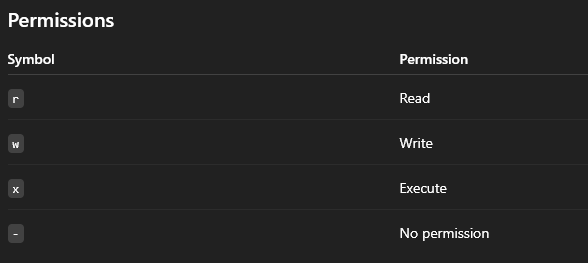 Permissions
Symbol Permission
r Read
w Write
x Execute
- No permission